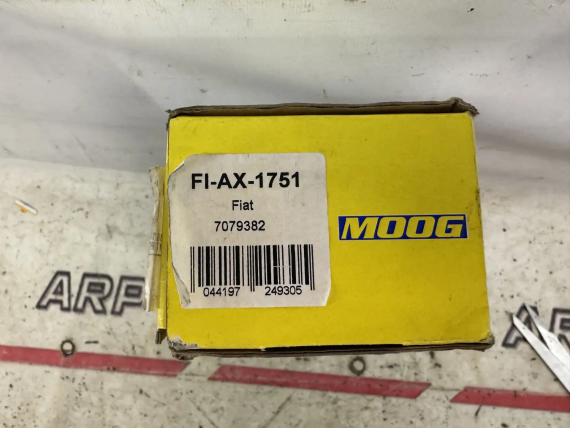 FI-AX-1751
Fiat
7079382
044197 249305
MOOG
ARP